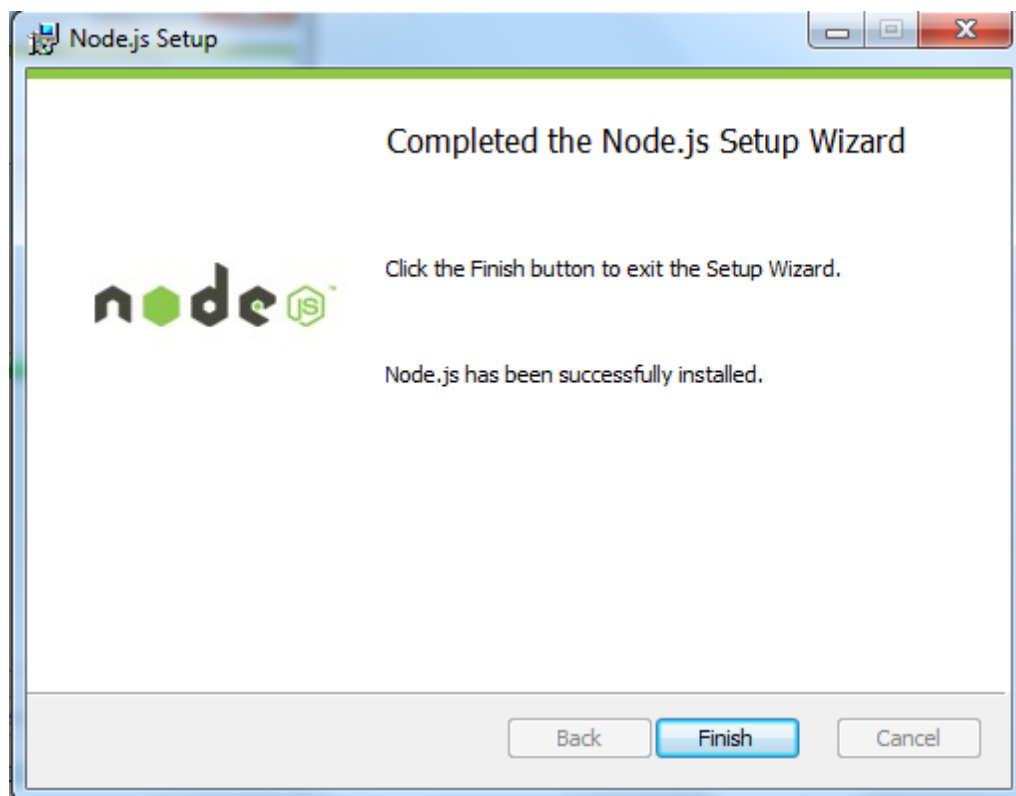 Node.js Setup
Completed the Node.js Setup Wizard
Click the Finish button to exit the Setup Wizard.
node JS™
Node.js has been successfully installed.
Back Finish Cancel